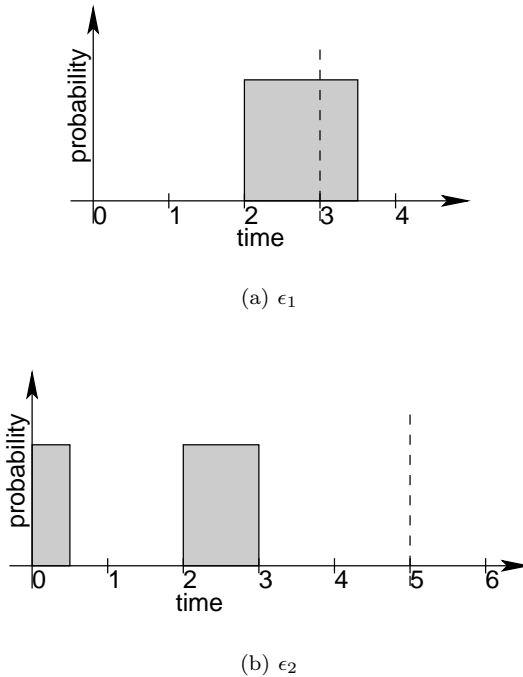 probability
0 1 2 3 4
time
(a) ϵ₁
probability
0 1 2 3 4 5 6
time
(b) ϵ₂